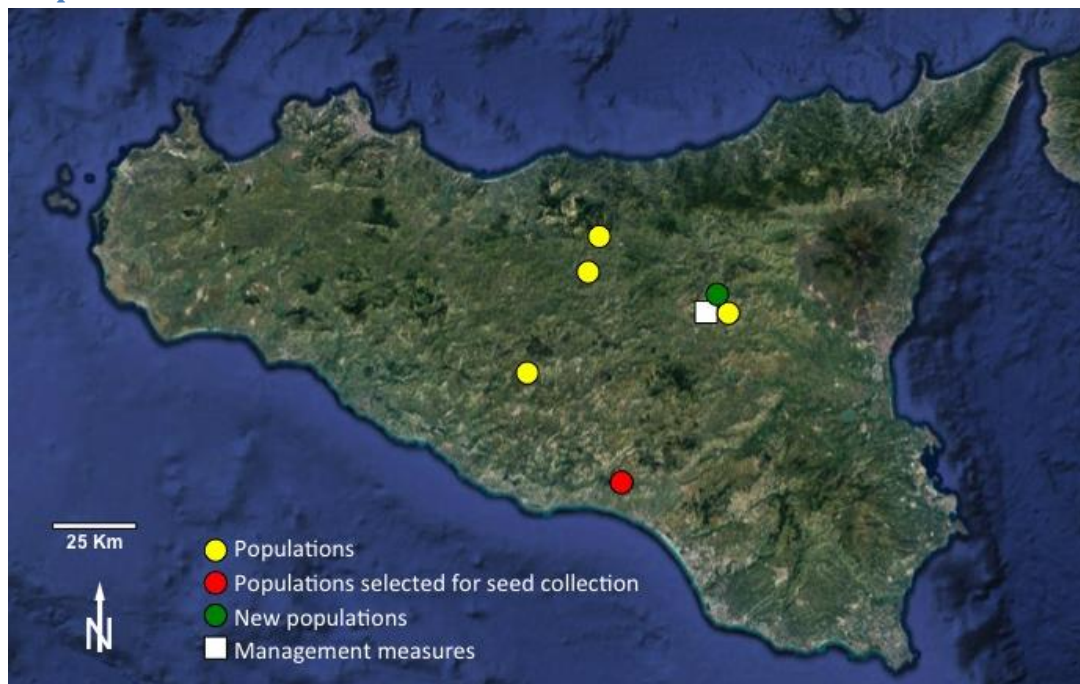 25 Km
Populations
Populations selected for seed collection
New populations
Management measures
N